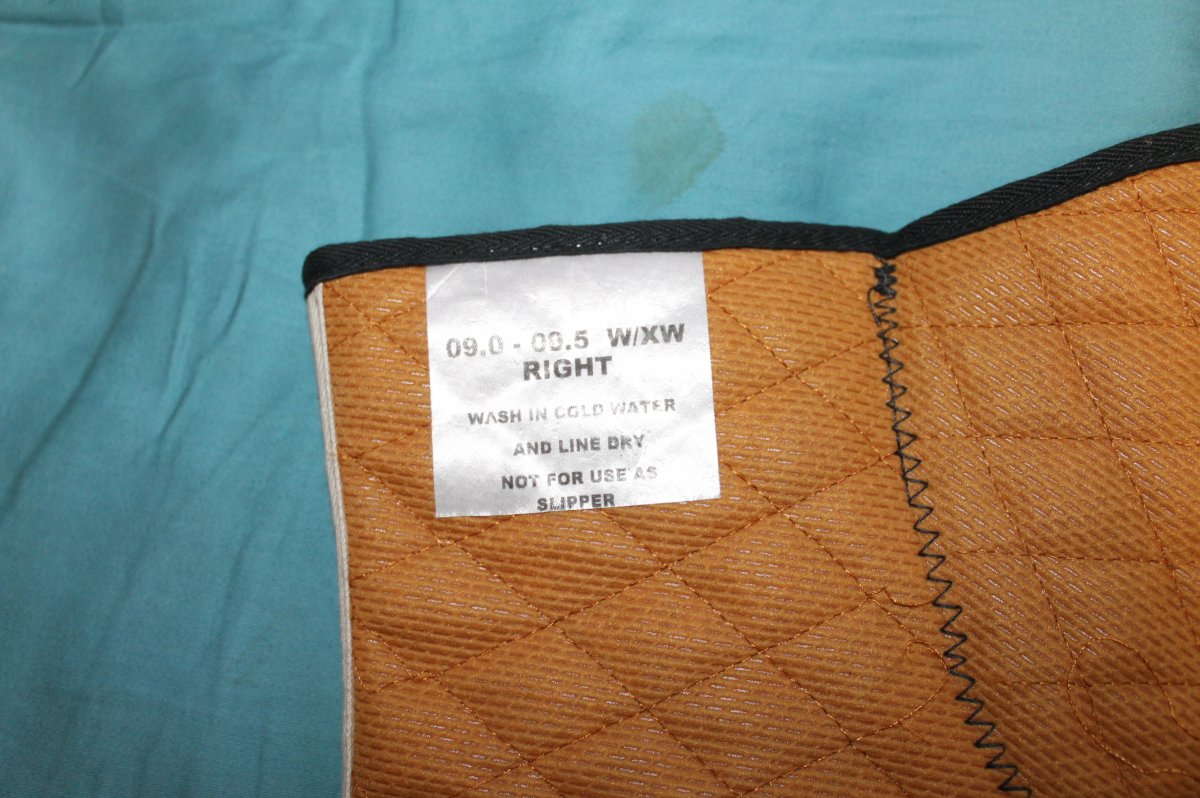 09.0 - 09.5 W/XW
RIGHT
WASH IN COLD WATER
AND LINE DRY
NOT FOR USE AS
SLIPPER